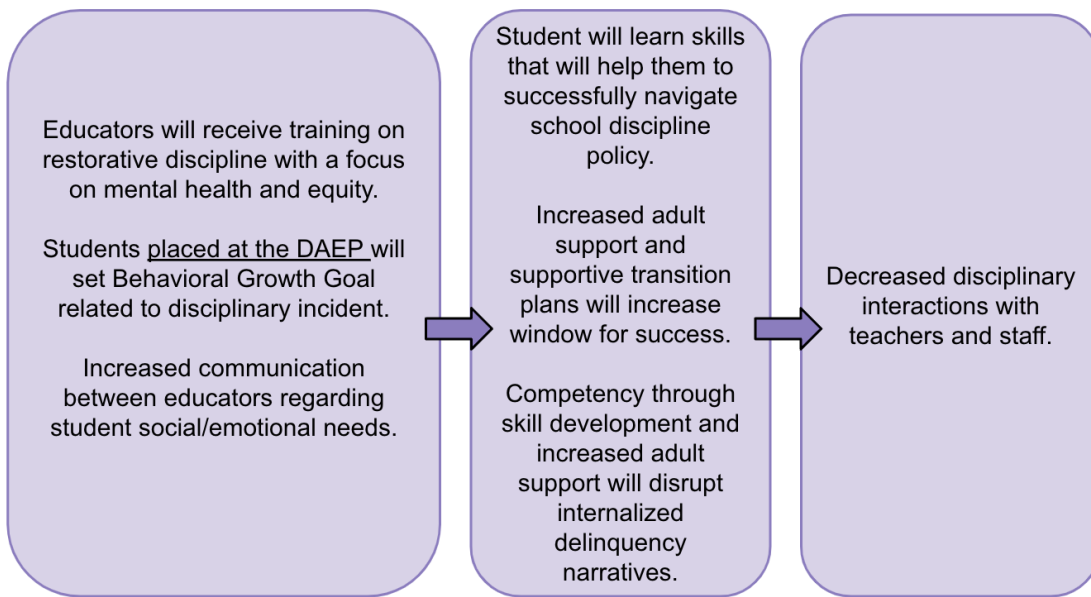 Educators will receive training on
restorative discipline with a focus
on mental health and equity.
Students placed at the DAEP will
set Behavioral Growth Goal
related to disciplinary incident.
Increased communication
between educators regarding
student social/emotional needs.
Student will learn skills
that will help them to
successfully navigate
school discipline
policy.
Increased adult
support and
supportive transition
plans will increase
window for success.
Competency through
skill development and
increased adult
support will disrupt
internalized
delinquency
narratives.
Decreased disciplinary
interactions with
teachers and staff.